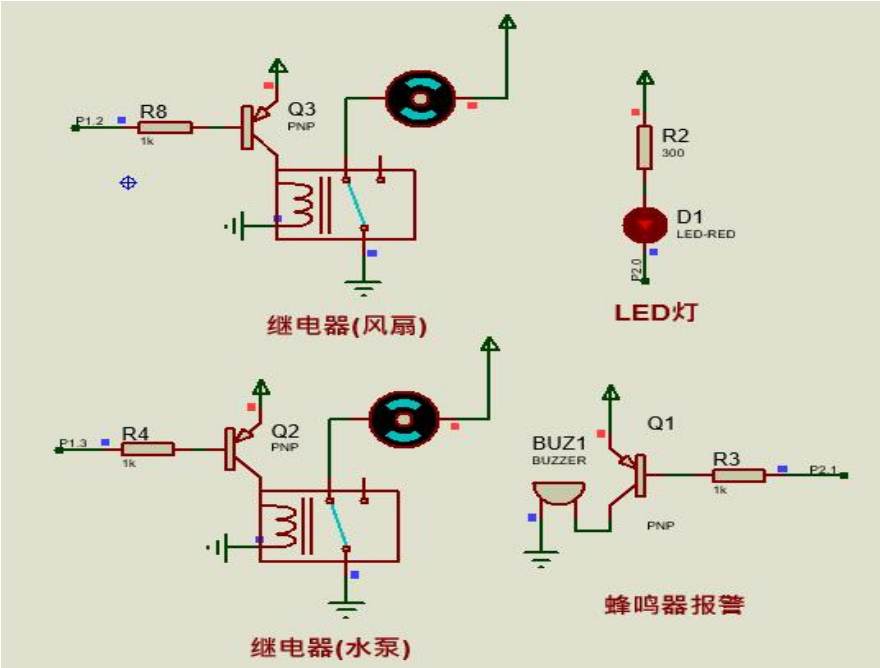 P1.2
R8
1k
Q3
PNP
继电器(风扇)
R2
300
D1
LED-RED
P2.0
LED灯
P1.3
R4
1k
Q2
PNP
继电器(水泵)
BUZ1
BUZZER
Q1
PNP
R3
1k
P2.1
蜂鸣器报警